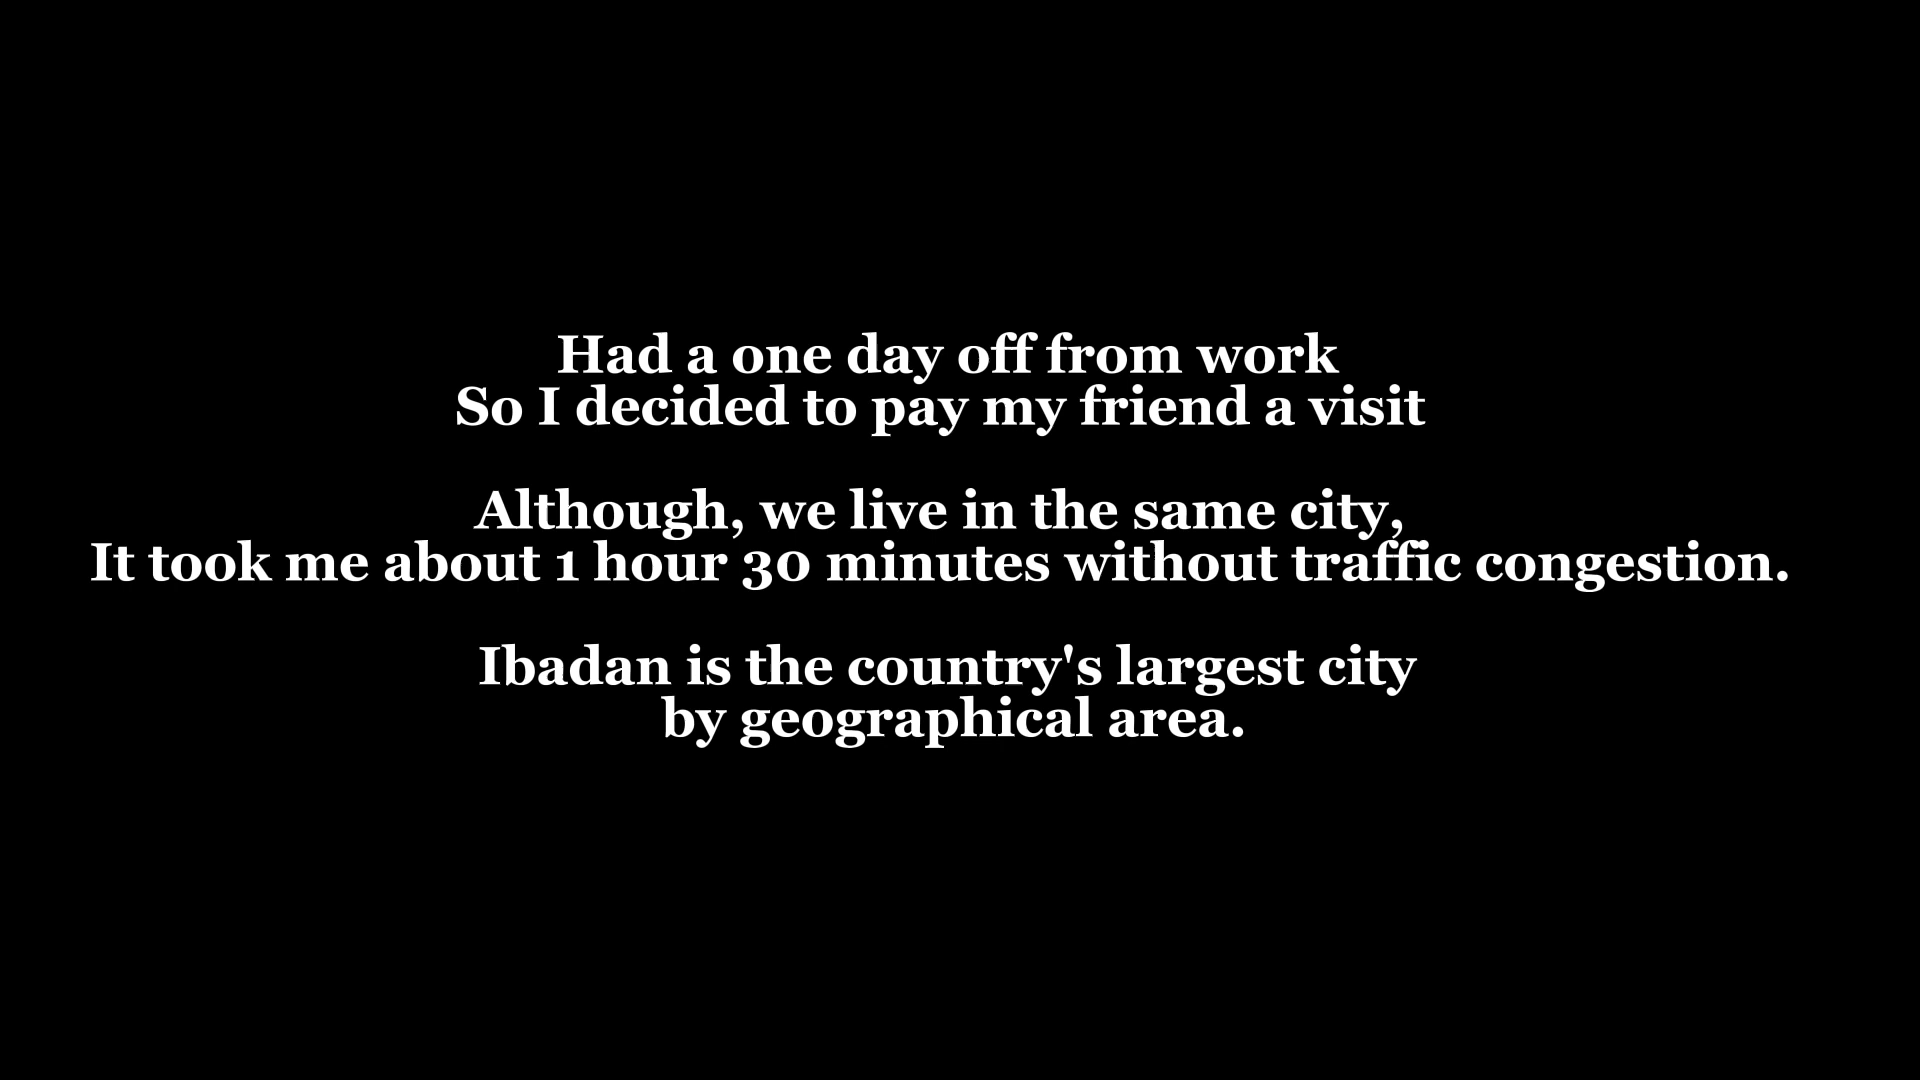 Had a one day off from work
So I decided to pay my friend a visit
Although, we live in the same city,
It took me about 1 hour 30 minutes without traffic congestion.
Ibadan is the country's largest city
by geographical area.